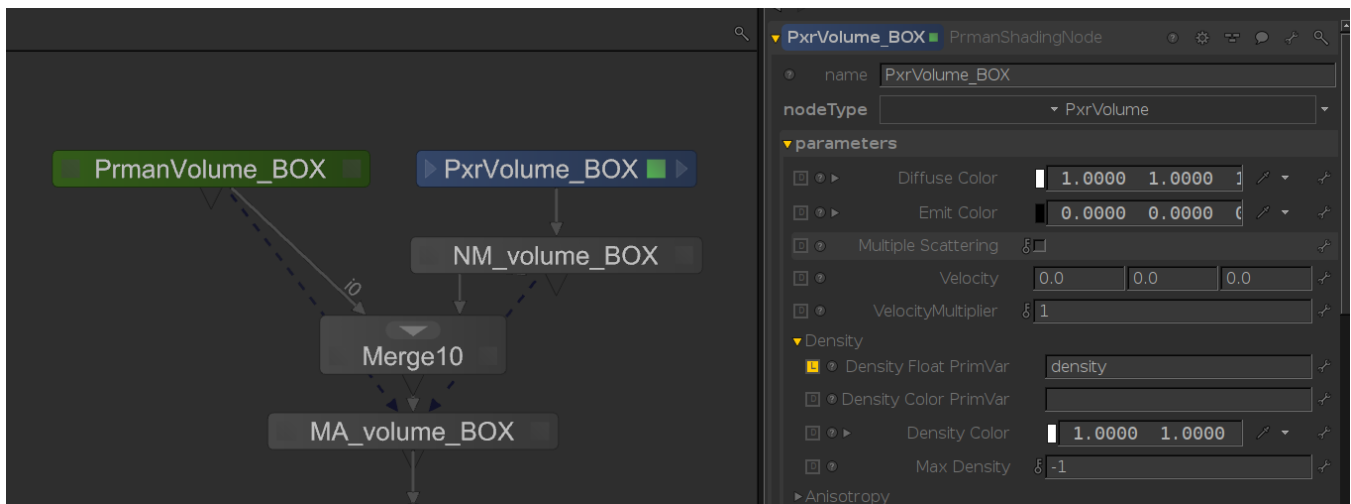 PrmanVolume_BOX
PxrVolume_BOX
NM_volume_BOX
i0
Merge10
MA_volume_BOX
PxrVolume_BOX PrmanShadingNode
name PxrVolume_BOX
nodeType PxrVolume
parameters
Diffuse Color 1.0000 1.0000 1
Emit Color 0.0000 0.0000 0
Multiple Scattering
Velocity 0.0 0.0 0.0
VelocityMultiplier 1
Density
L Density Float PrimVar density
D Density Color PrimVar
D Density Color 1.0000 1.0000
D Max Density -1
Anisotropy